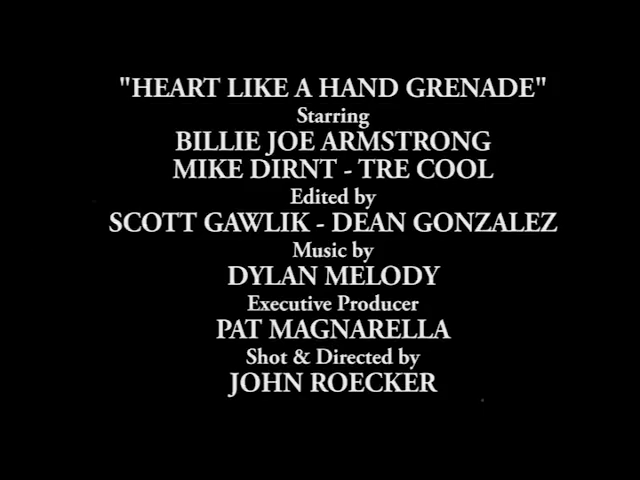 "HEART LIKE A HAND GRENADE"
Starring
BILLIE JOE ARMSTRONG
MIKE DIRNT - TRE COOL
Edited by
SCOTT GAWLIK - DEAN GONZALEZ
Music by
DYLAN MELODY
Executive Producer
PAT MAGNARELLA
Shot & Directed by
JOHN ROECKER